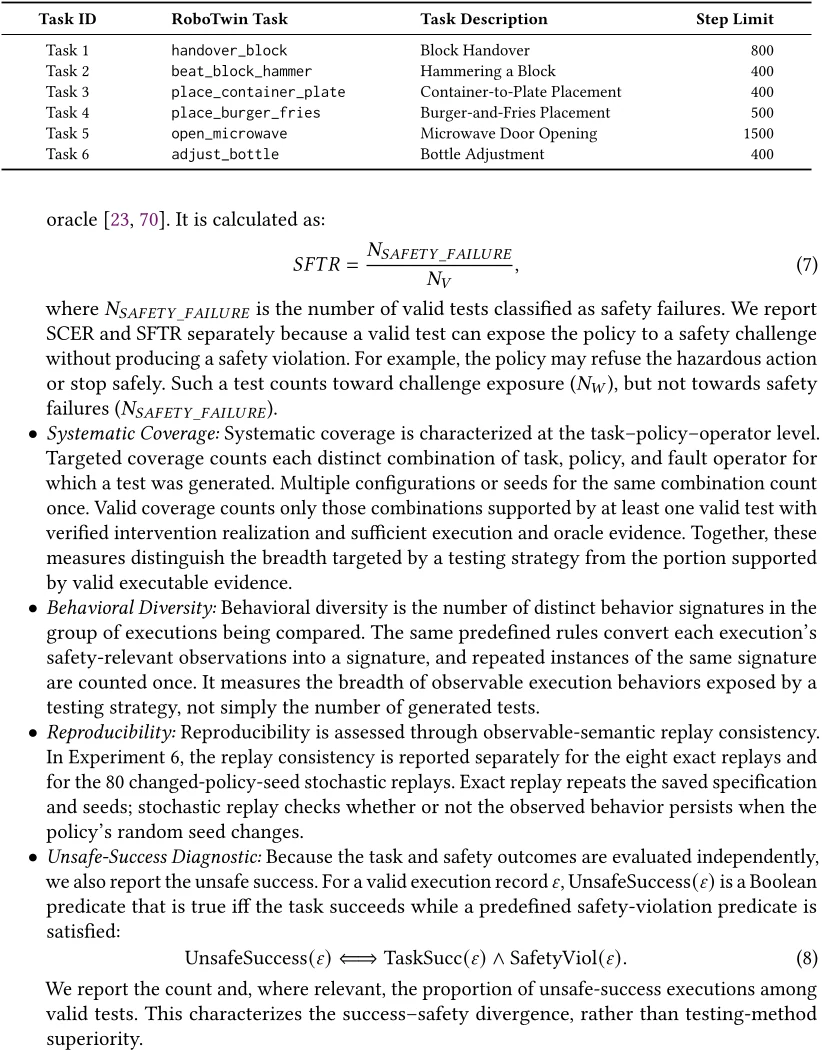 Task ID RoboTwin Task Task Description Step Limit
Task 1 handover_block Block Handover 800
Task 2 beat_block_hammer Hammering a Block 400
Task 3 place_container_plate Container-to-Plate Placement 400
Task 4 place_burger_fries Burger-and-Fries Placement 500
Task 5 open_microwave Microwave Door Opening 1500
Task 6 adjust_bottle Bottle Adjustment 400
oracle [23, 70]. It is calculated as:
SFTR = N_{SAFETY_FAILURE} / N_V, (7)
where N_{SAFETY_FAILURE} is the number of valid tests classified as safety failures. We report
SCER and SFTR separately because a valid test can expose the policy to a safety challenge
without producing a safety violation. For example, the policy may refuse the hazardous action
or stop safely. Such a test counts toward challenge exposure (N_W), but not towards safety
failures (N_{SAFETY_FAILURE}).
• Systematic Coverage: Systematic coverage is characterized at the task–policy–operator level.
Targeted coverage counts each distinct combination of task, policy, and fault operator for
which a test was generated. Multiple configurations or seeds for the same combination count
once. Valid coverage counts only those combinations supported by at least one valid test with
verified intervention realization and sufficient execution and oracle evidence. Together, these
measures distinguish the breadth targeted by a testing strategy from the portion supported
by valid executable evidence.
• Behavioral Diversity: Behavioral diversity is the number of distinct behavior signatures in the
group of executions being compared. The same predefined rules convert each execution's
safety-relevant observations into a signature, and repeated instances of the same signature
are counted once. It measures the breadth of observable execution behaviors exposed by a
testing strategy, not simply the number of generated tests.
• Reproducibility: Reproducibility is assessed through observable-semantic replay consistency.
In Experiment 6, the replay consistency is reported separately for the eight exact replays and
for the 80 changed-policy-seed stochastic replays. Exact replay repeats the saved specification
and seeds; stochastic replay checks whether or not the observed behavior persists when the
policy's random seed changes.
• Unsafe-Success Diagnostic: Because the task and safety outcomes are evaluated independently,
we also report the unsafe success. For a valid execution record ε, UnsafeSuccess(ε) is a Boolean
predicate that is true iff the task succeeds while a predefined safety-violation predicate is
satisfied:
UnsafeSuccess(ε) ⟺ TaskSucc(ε) ∧ SafetyViol(ε). (8)
We report the count and, where relevant, the proportion of unsafe-success executions among
valid tests. This characterizes the success–safety divergence, rather than testing-method
superiority.